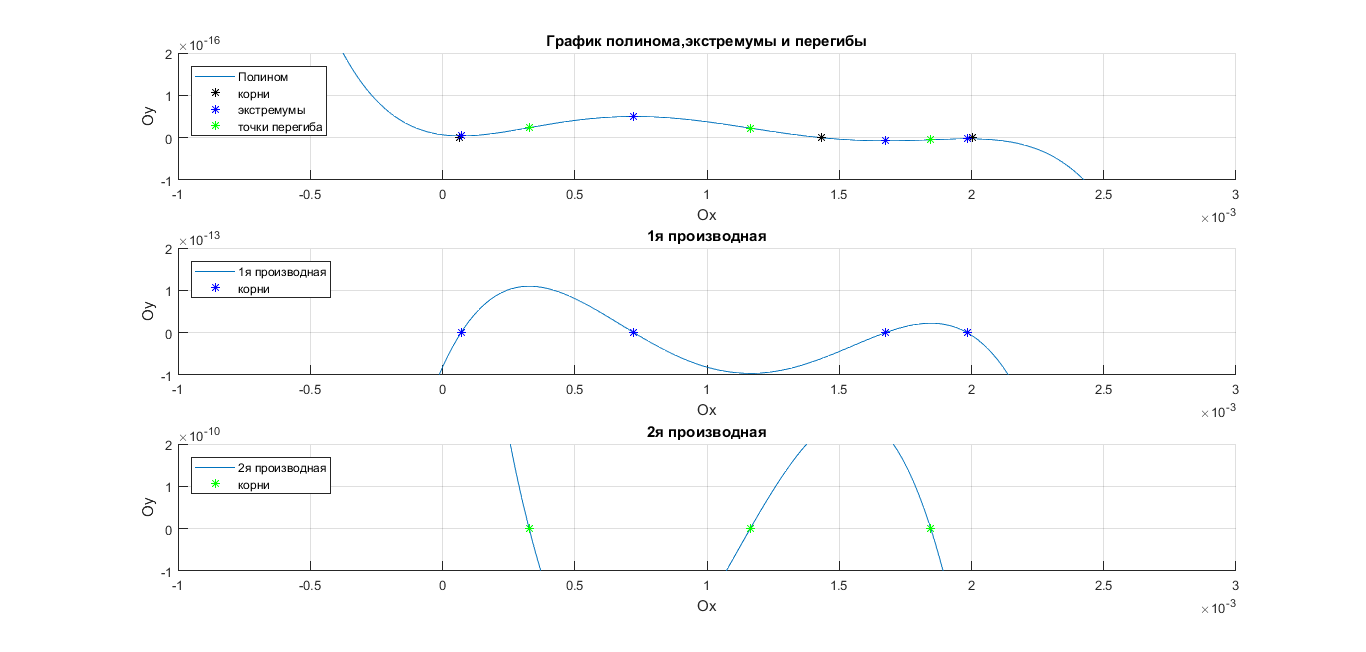 График полинома,экстремумы и перегибы
×10-16
2
1
0
-1
Oy
Полином
корни
экстремумы
точки перегиба
-1 -0.5 0 0.5 1 1.5 2 2.5 3
Ox
×10-3
1я производная
×10-13
2
1
0
-1
Oy
1я производная
корни
-1 -0.5 0 0.5 1 1.5 2 2.5 3
Ox
×10-3
2я производная
×10-10
2
1
0
-1
Oy
2я производная
корни
-1 -0.5 0 0.5 1 1.5 2 2.5 3
Ox
×10-3